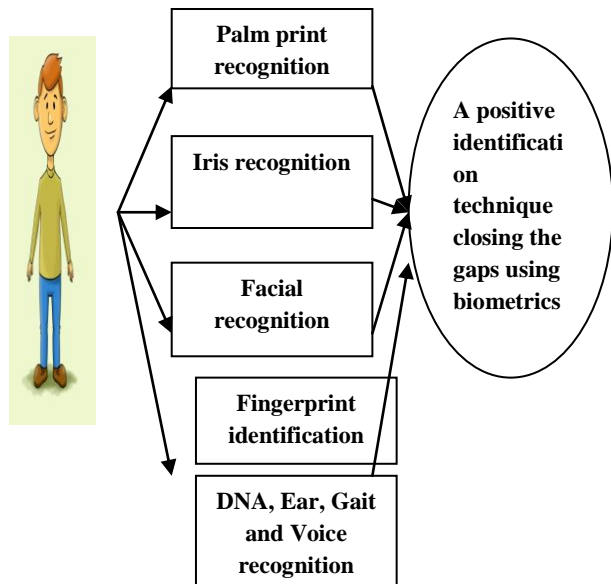 Palm print
recognition
Iris recognition
Facial
recognition
Fingerprint
identification
DNA, Ear, Gait
and Voice
recognition
A positive
identificati
on
technique
closing the
gaps using
biometrics